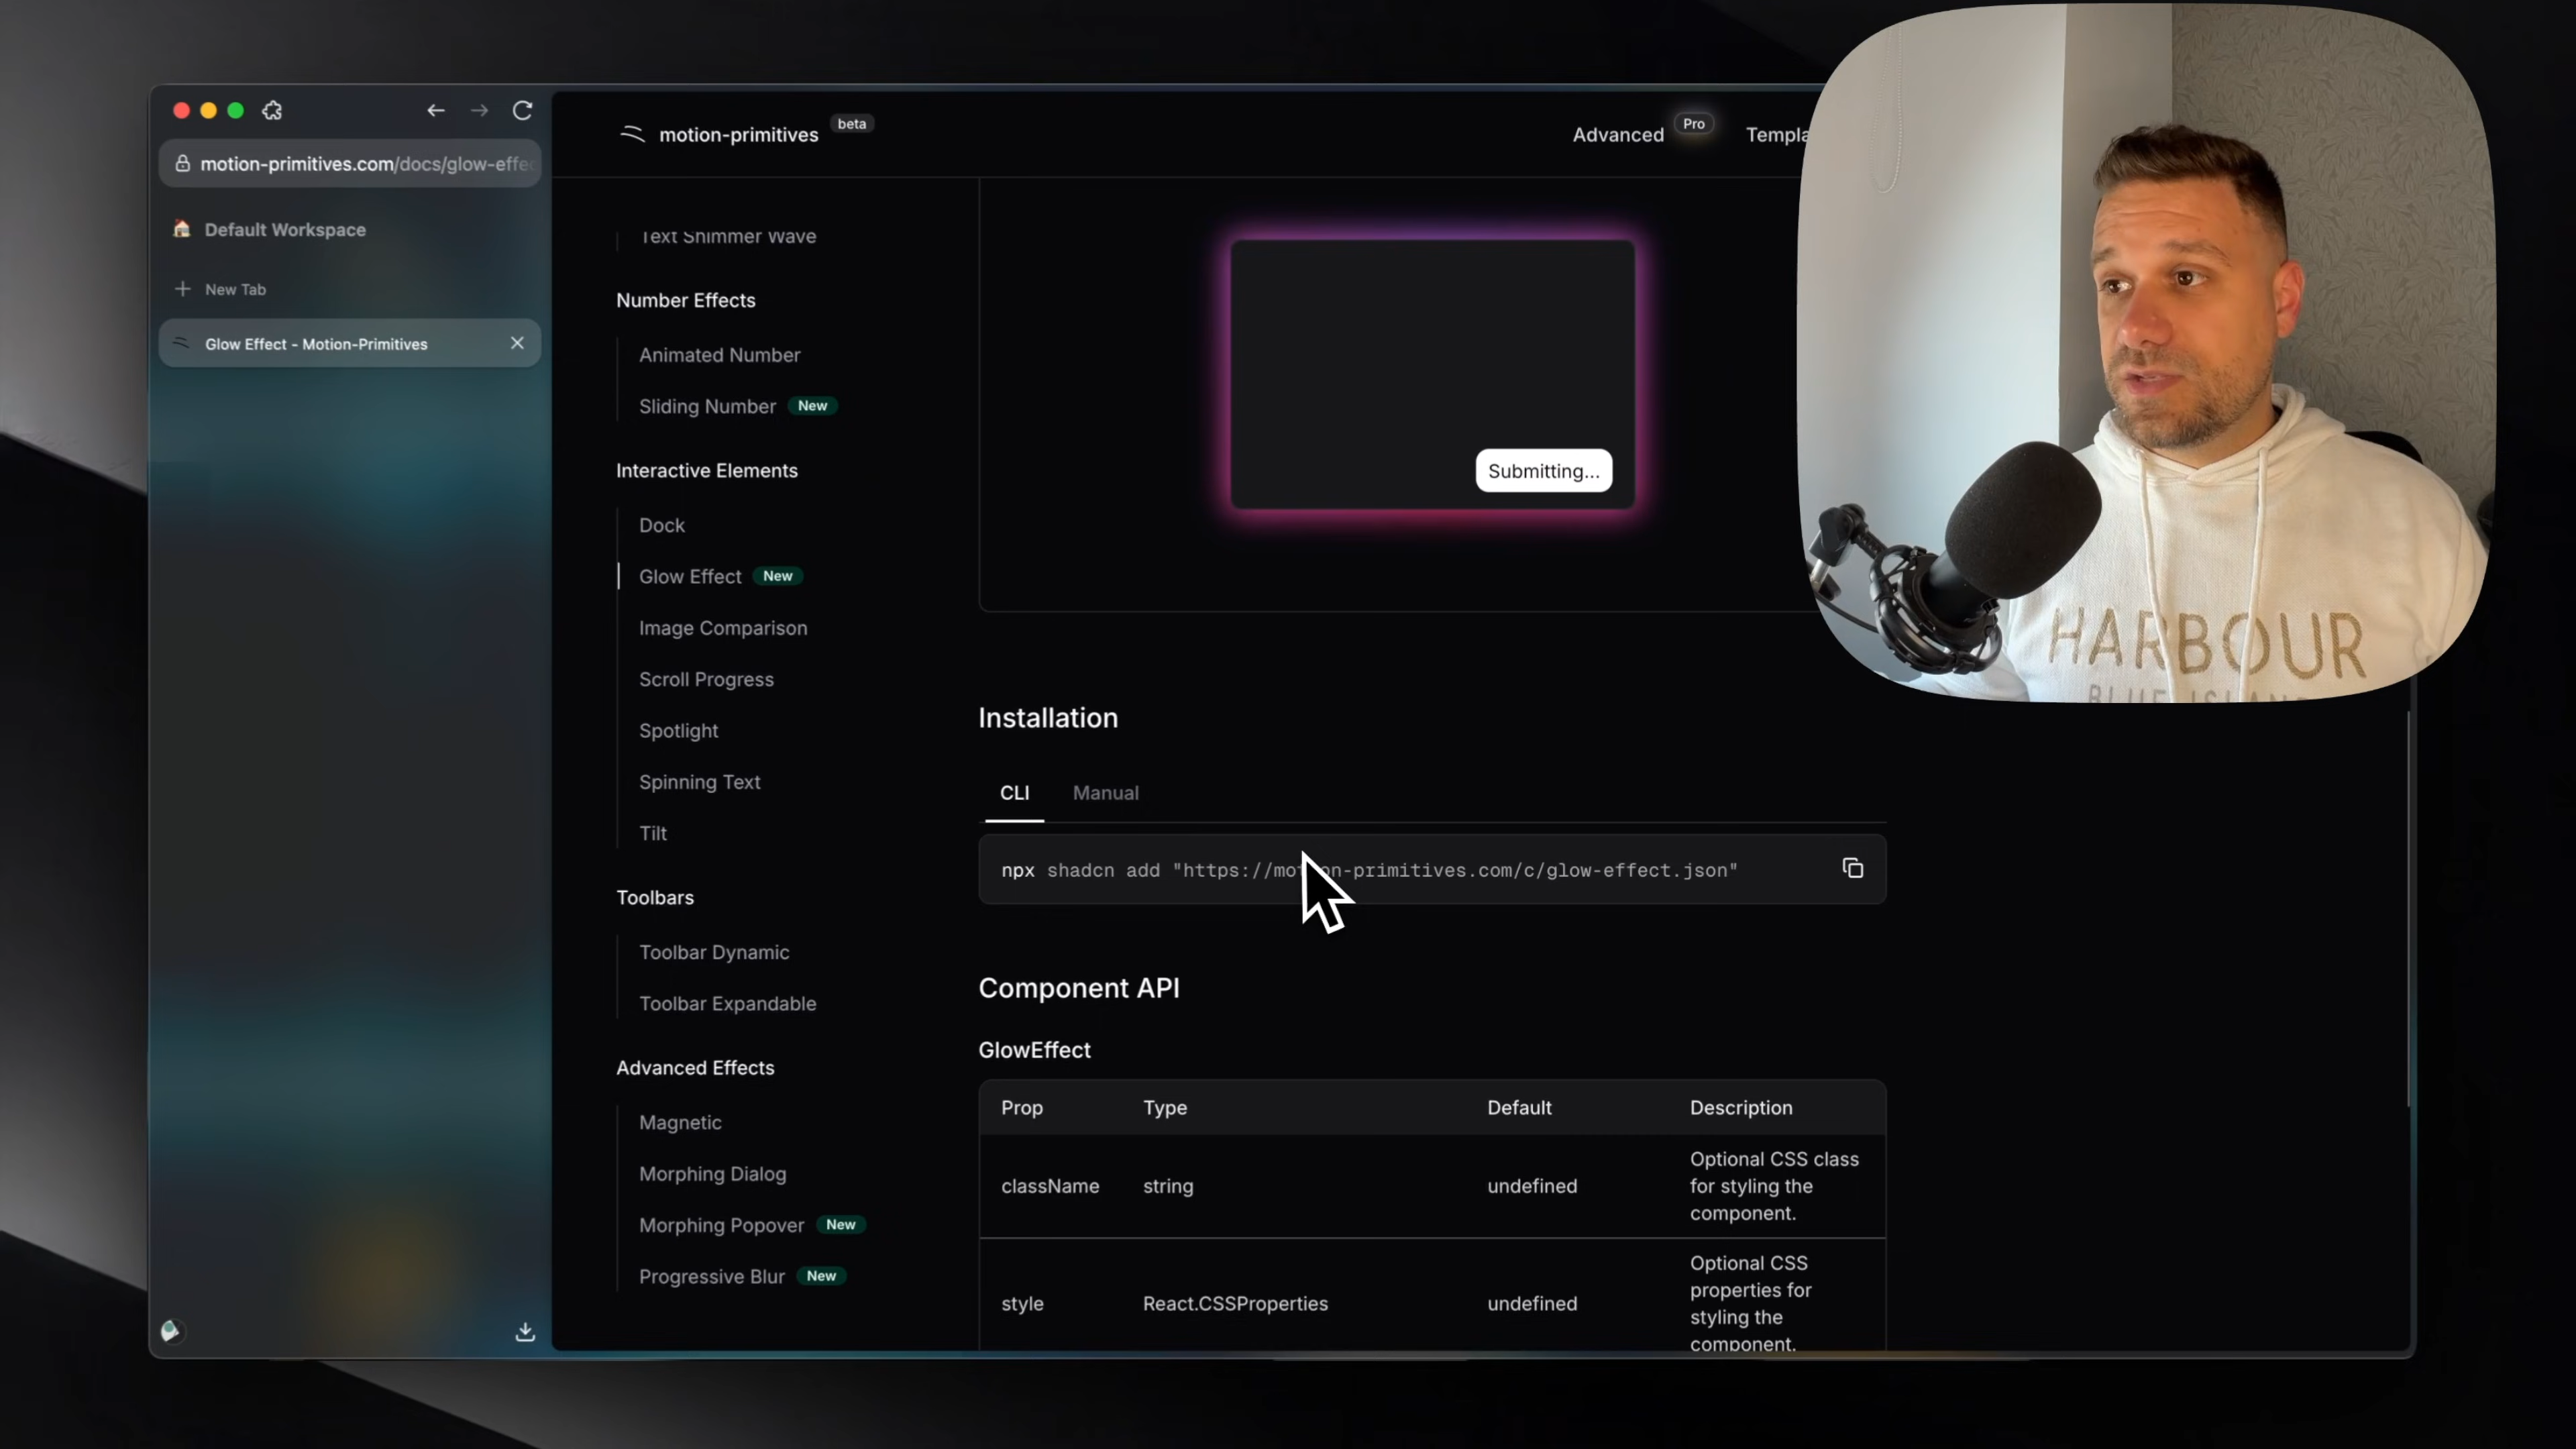 motion-primitives beta
Advanced Pro
motion-primitives.com/docs/glow-effe
Default Workspace
New Tab
Glow Effect - Motion-Primitives
Text Shimmer Wave
Number Effects
Animated Number
Sliding Number New
Interactive Elements
Dock
Glow Effect New
Image Comparison
Scroll Progress
Spotlight
Spinning Text
Tilt
Toolbars
Toolbar Dynamic
Toolbar Expandable
Advanced Effects
Magnetic
Morphing Dialog
Morphing Popover New
Progressive Blur New
Submitting...
Installation
CLI Manual
npx shadcn add "https://motion-primitives.com/c/glow-effect.json"
Component API
GlowEffect
Prop Type Default Description
className string undefined Optional CSS class
for styling the
component.
style React.CSSProperties undefined Optional CSS
properties for
styling the
component.
HARBOUR